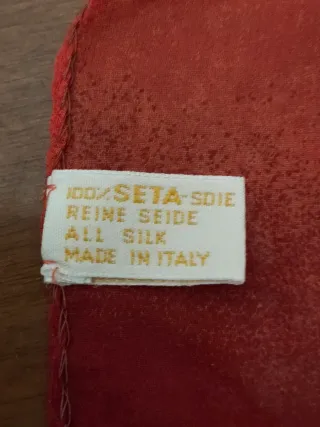 100% SETA-SOIE
REINE SEIDE
ALL SILK
MADE IN ITALY